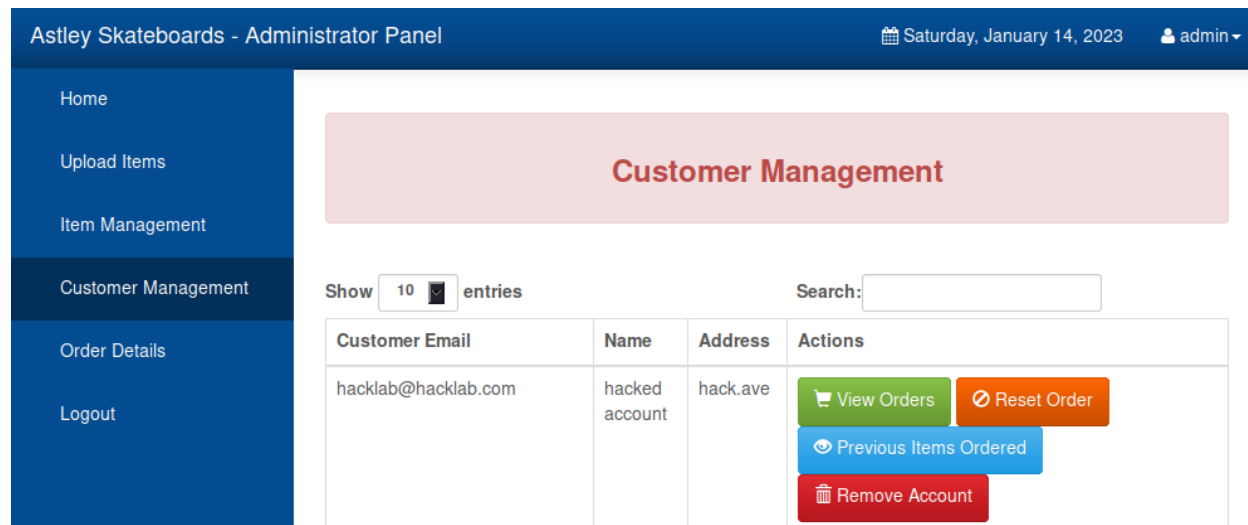 Astley Skateboards - Administrator Panel
Saturday, January 14, 2023
admin
Home
Upload Items
Item Management
Customer Management
Order Details
Logout
Customer Management
Show 10 entries
Search:
Customer Email Name Address Actions
hacklab@hacklab.com hacked account hack.ave
View Orders Reset Order
Previous Items Ordered
Remove Account